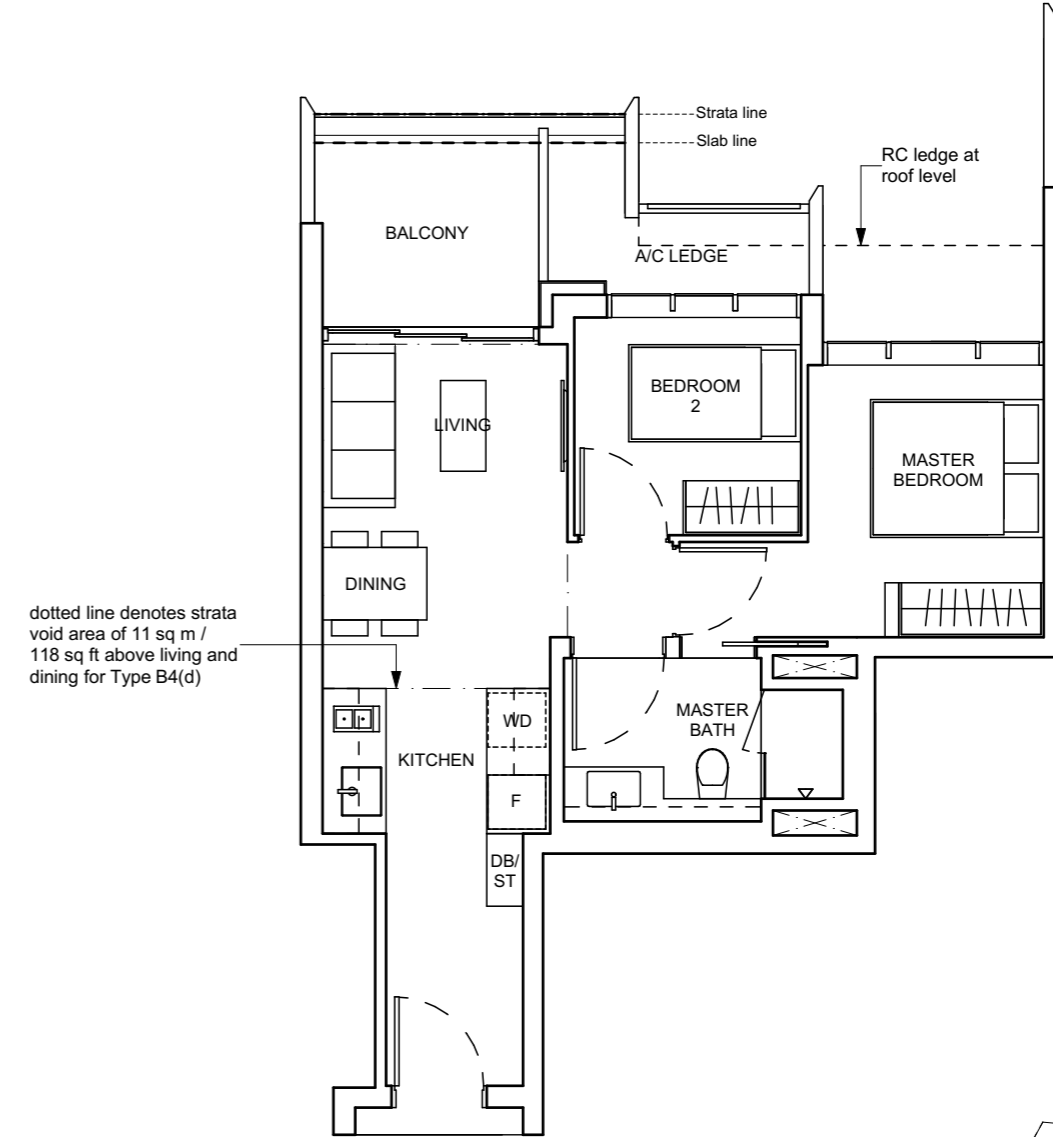 Strata line
Slab line
RC ledge at
roof level
BALCONY
A/C LEDGE
BEDROOM
2
LIVING
MASTER
BEDROOM
DINING
dotted line denotes strata
void area of 11 sq m /
118 sq ft above living and
dining for Type B4(d)
WD
MASTER
BATH
KITCHEN
F
DB/
ST